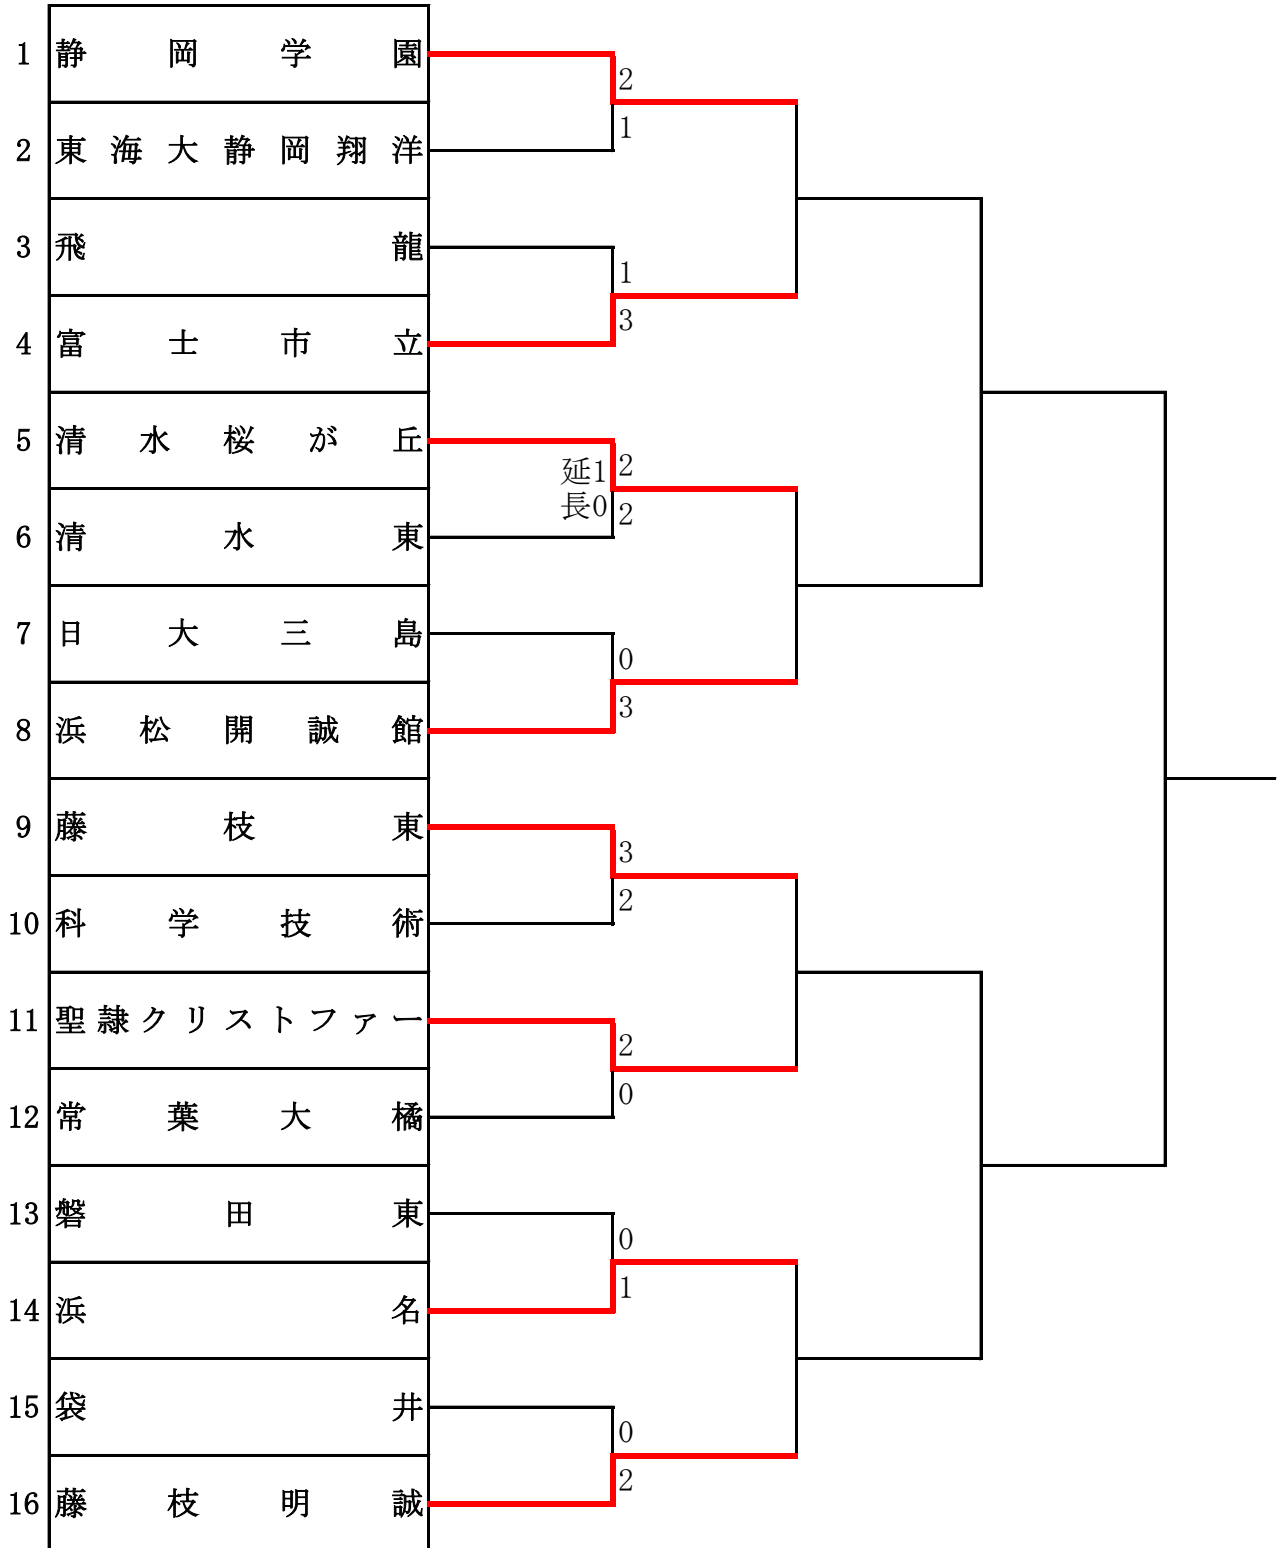 1 静岡学園
2
1
2 東海大静岡翔洋
3 飛龍
1
3
4 富士市立
5 清水桜が丘
延1 2
長0 2
6 清水東
7 日大三島
0
3
8 浜松開誠館
9 藤枝東
3
2
10 科学技術
11 聖隷クリストファー
2
0
12 常葉大橘
13 磐田東
0
1
14 浜名
15 袋井
0
2
16 藤枝明誠